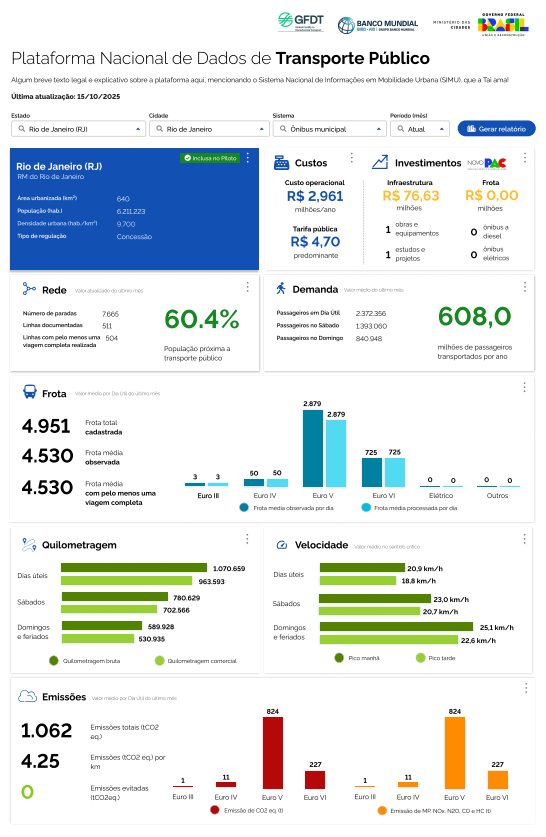 GFDT
BANCO MUNDIAL
BIRD • AID | GRUPO BANCO MUNDIAL
MINISTÉRIO DAS
CIDADES
GOVERNO FEDERAL
BRASIL
UNIÃO E RECONSTRUÇÃO
Plataforma Nacional de Dados de Transporte Público
Algum breve texto legal e explicativo sobre a plataforma aqui, mencionando o Sistema Nacional de Informações em Mobilidade Urbana (SIMU), que a Tai ama!
Última atualização: 15/10/2025
Estado Cidade Sistema Período (mês)
Rio de Janeiro (RJ) Rio de Janeiro Ônibus municipal Atual Gerar relatório
Rio de Janeiro (RJ) Inclusa no Piloto
RM do Rio de Janeiro
Área urbanizada (km²) 640
População (hab.) 6.211.223
Densidade urbana (hab./km²) 9.700
Tipo de regulação Concessão
Custos
Custo operacional
R$ 2,961
milhões/ano
Tarifa pública
R$ 4,70
predominante
Investimentos NOVO PAC
Infraestrutura Frota
R$ 76,63 R$ 0,00
milhões milhões
1 obras e equipamentos 0 ônibus a diesel
1 estudos e projetos 0 ônibus elétricos
Rede Valor atualizado do último mês
Número de paradas 7.665
Linhas documentadas 511
Linhas com pelo menos uma viagem completa realizada 504
60.4%
População próxima a
transporte público
Demanda Valor médio do último mês
Passageiros em Dia Útil 2.372.356
Passageiros no Sábado 1.393.060
Passageiros no Domingo 840.948
608,0
milhões de passageiros
transportados por ano
Frota Valor médio por Dia Útil do último mês
4.951 Frota total cadastrada
4.530 Frota média observada
4.530 Frota média com pelo menos uma viagem completa
3 3 50 50 2.879 2.879 725 725 0 0 0 0
Euro III Euro IV Euro V Euro VI Elétrico Outros
Frota média observada por dia Frota média processada por dia
Quilometragem
Dias úteis 1.070.659
963.593
Sábados 780.629
702.566
Domingos e feriados 589.928
530.935
Quilometragem bruta Quilometragem comercial
Velocidade Valor médio no sentido crítico
Dias úteis 20,9 km/h
18,8 km/h
Sábados 23,0 km/h
20,7 km/h
Domingos e feriados 25,1 km/h
22,6 km/h
Pico manhã Pico tarde
Emissões Valor médio por Dia Útil do último mês
1.062 Emissões totais (tCO2 eq.)
4.25 Emissões (tCO2 eq.) por km
0 Emissões evitadas (tCO2eq.)
1 11 824 227
Euro III Euro IV Euro V Euro VI
Emissão de CO2 eq. (t)
1 11 824 227
Euro III Euro IV Euro V Euro VI
Emissão de MP, NOx, N2O, CO e HC (t)